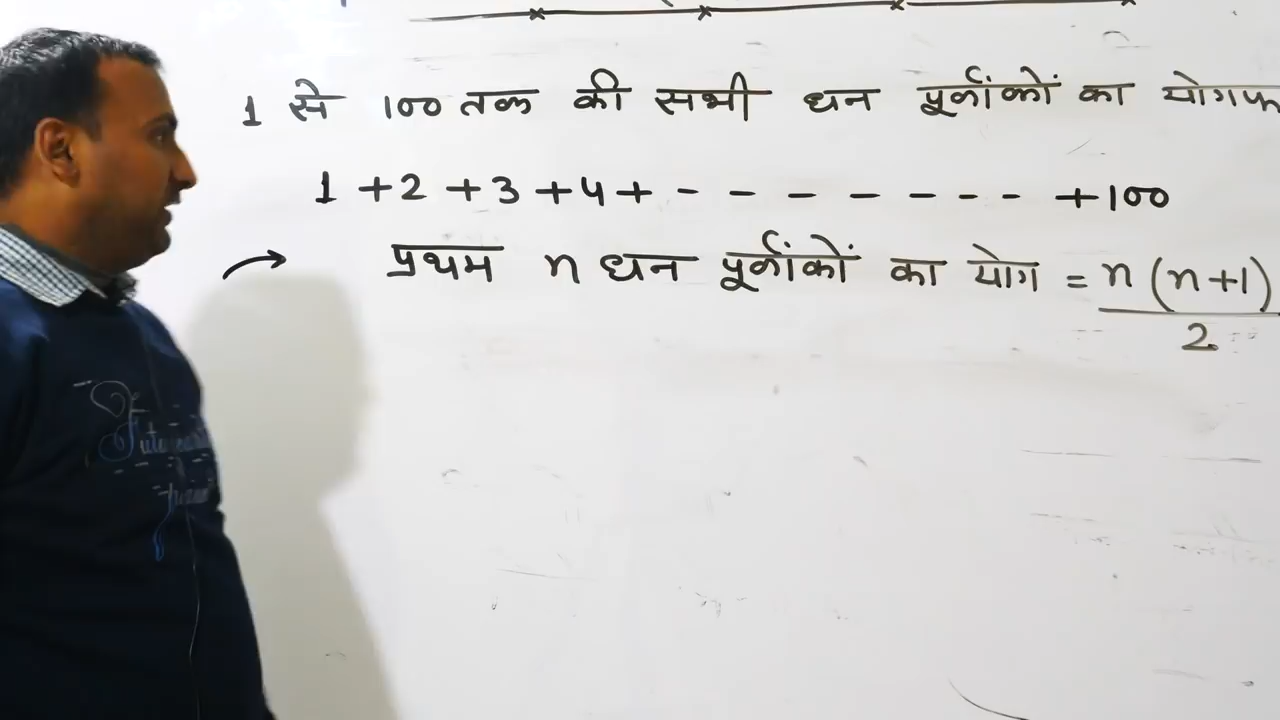 1 से 100 तक की सभी धन पूर्णांकों का योगफ
1 + 2 + 3 + 4 + - - - - - - - - + 100
→ प्रथम n धन पूर्णांकों का योग = n (n+1)
2